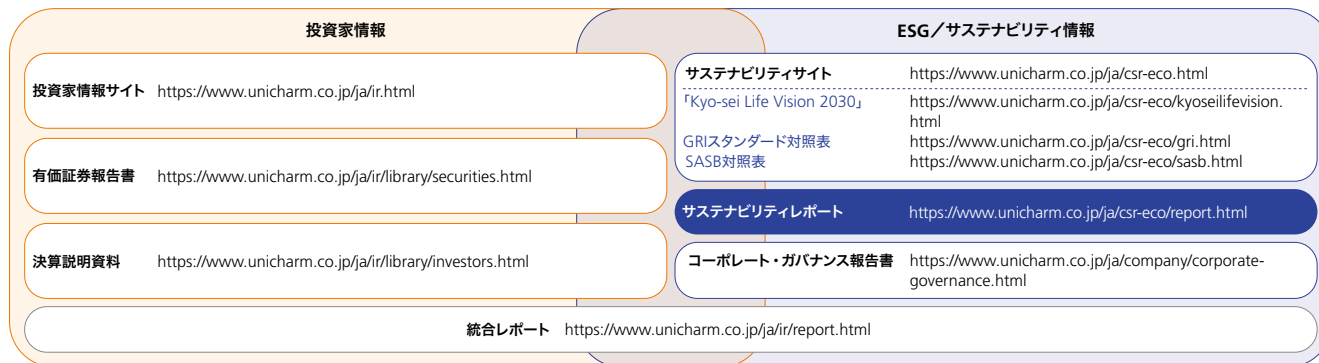 投資家情報
投資家情報サイト https://www.unicharm.co.jp/ja/ir.html
有価証券報告書 https://www.unicharm.co.jp/ja/ir/library/securities.html
決算説明資料 https://www.unicharm.co.jp/ja/ir/library/investors.html
ESG／サステナビリティ情報
サステナビリティサイト https://www.unicharm.co.jp/ja/csr-eco.html
「Kyo-sei Life Vision 2030」 https://www.unicharm.co.jp/ja/csr-eco/kyoseilifevision.
html
GRIスタンダード対照表 https://www.unicharm.co.jp/ja/csr-eco/gri.html
SASB対照表 https://www.unicharm.co.jp/ja/csr-eco/sasb.html
サステナビリティレポート https://www.unicharm.co.jp/ja/csr-eco/report.html
コーポレート・ガバナンス報告書 https://www.unicharm.co.jp/ja/company/corporate-
governance.html
統合レポート https://www.unicharm.co.jp/ja/ir/report.html